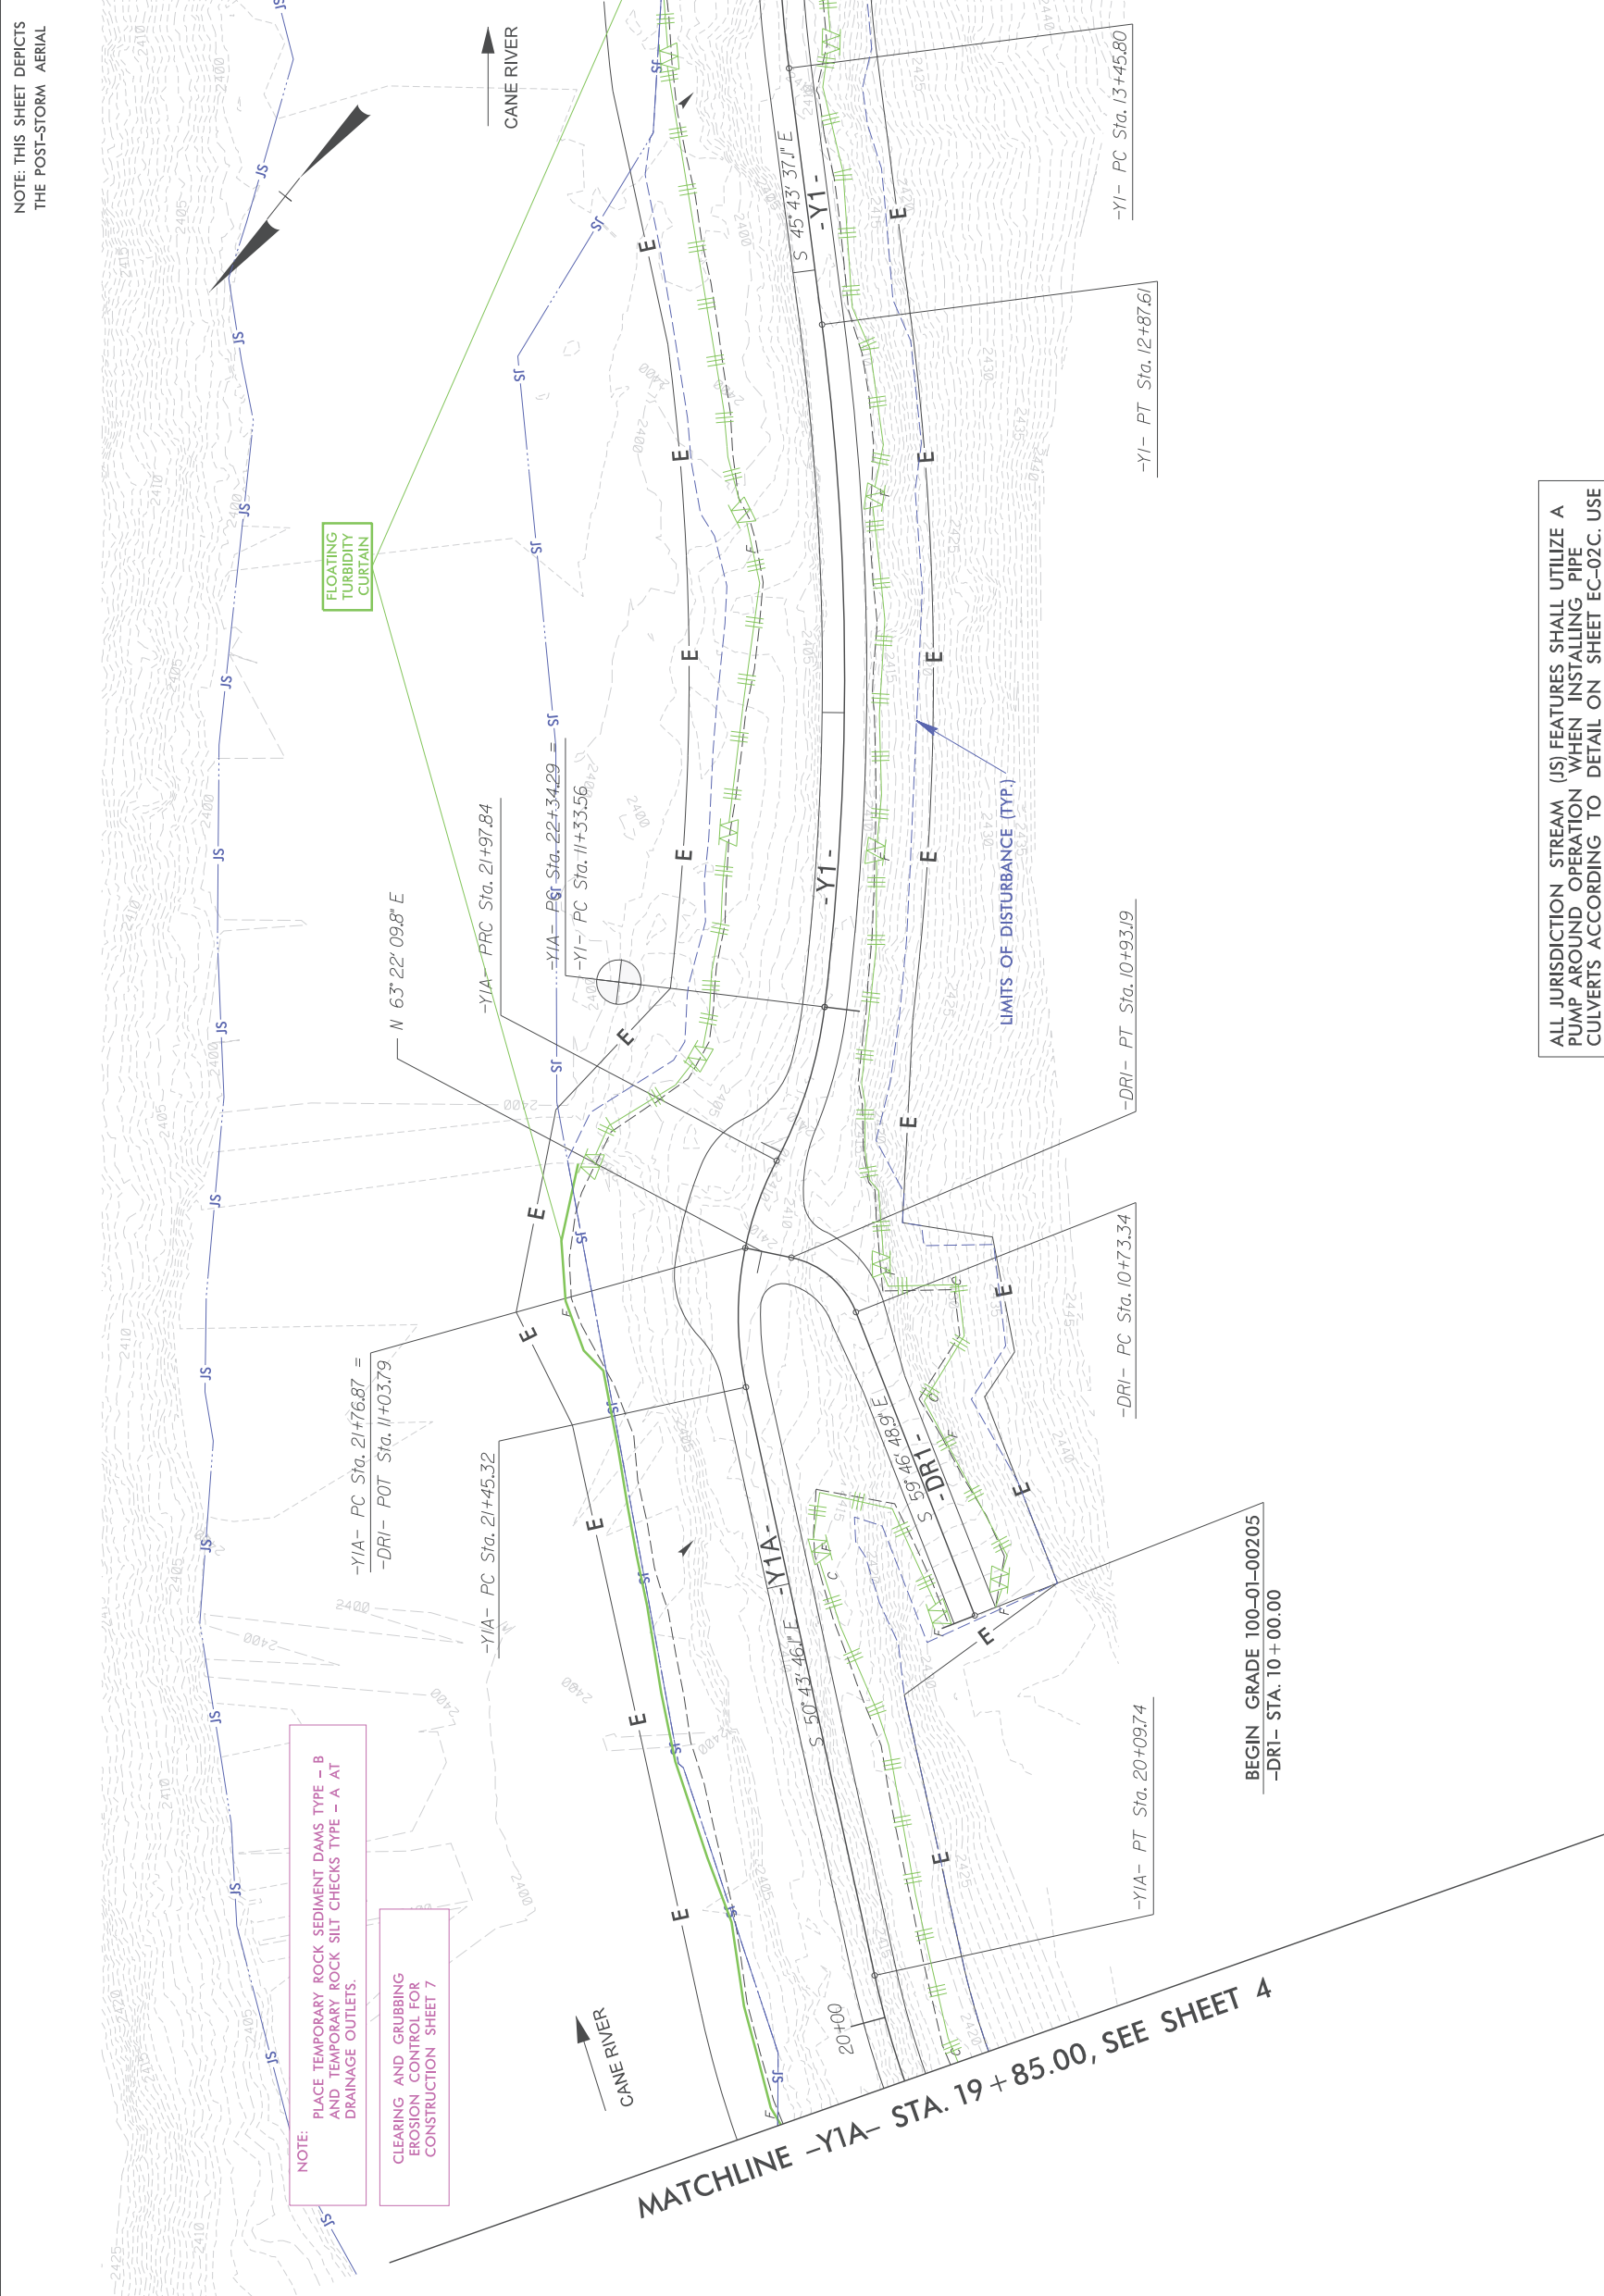 NOTE: THIS SHEET DEPICTS
THE POST-STORM AERIAL
CANE RIVER
FLOATING
TURBIDITY
CURTAIN
-Y1- PC Sta. 13+45.80
S 45° 43' 37.1" E
-Y1-
-Y1- PT Sta. 12+87.61
-Y1A- PC Sta. 22+34.29 =
-Y1- PC Sta. 11+33.56
-Y1A- PRC Sta. 21+97.84
N 63° 22' 09.8" E
-Y1-
LIMITS OF DISTURBANCE (TYP.)
-DR1- PT Sta. 10+93.19
-DR1- PC Sta. 10+73.34
-Y1A- PC Sta. 21+76.87 =
-DR1- POT Sta. 11+03.79
-Y1A- PC Sta. 21+45.32
S 59° 46' 48.9" E
-DR1-
-Y1A-
S 50° 43' 46.1" E
BEGIN GRADE 100-01-00205
-DR1- STA. 10+00.00
-Y1A- PT Sta. 20+09.74
20+00
CANE RIVER
NOTE:
PLACE TEMPORARY ROCK SEDIMENT DAMS TYPE - B
AND TEMPORARY ROCK SILT CHECKS TYPE - A AT
DRAINAGE OUTLETS.
CLEARING AND GRUBBING
EROSION CONTROL FOR
CONSTRUCTION SHEET 7
MATCHLINE -Y1A- STA. 19+85.00, SEE SHEET 4
ALL JURISDICTION STREAM (JS) FEATURES SHALL UTILIZE A
PUMP AROUND OPERATION WHEN INSTALLING PIPE
CULVERTS ACCORDING TO DETAIL ON SHEET EC-02C. USE